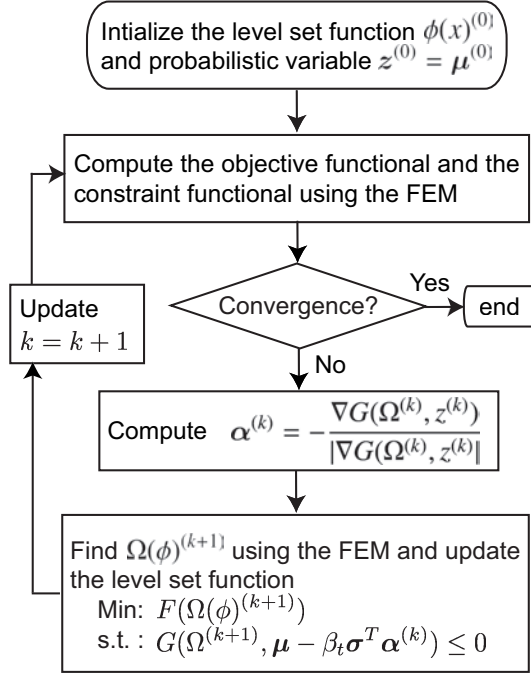 Intialize the level set function ϕ(x)^(0)
and probabilistic variable z^(0) = μ^(0)
Compute the objective functional and the
constraint functional using the FEM
Convergence?
Yes
end
No
Update
k = k + 1
Compute α^(k) = −∇G(Ω^(k), z^(k)) / |∇G(Ω^(k), z^(k)|
Find Ω(ϕ)^(k+1) using the FEM and update
the level set function
Min: F(Ω(ϕ)^(k+1))
s.t. : G(Ω^(k+1), μ − β_t σ^T α^(k)) ≤ 0